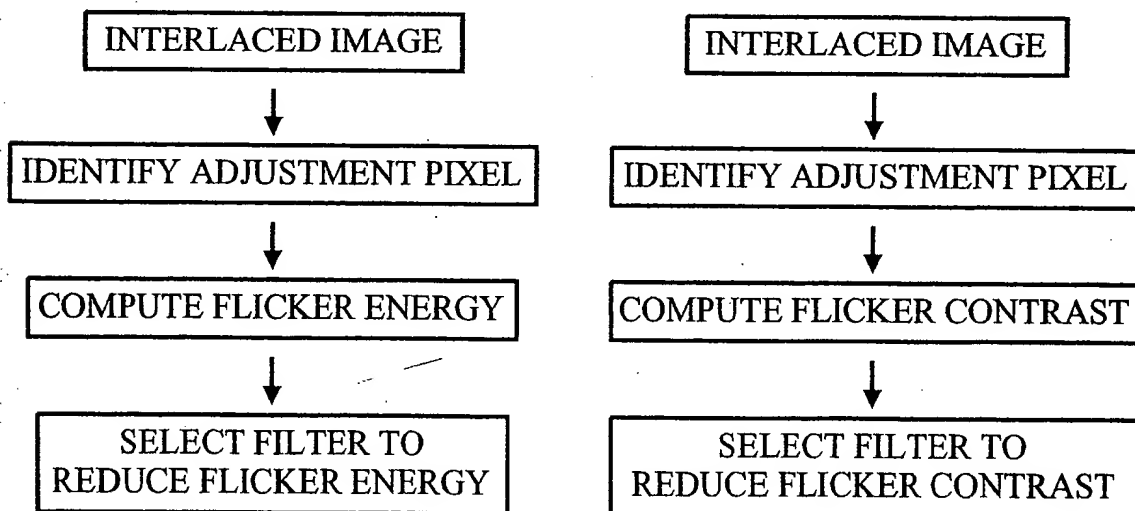 INTERLACED IMAGE
IDENTIFY ADJUSTMENT PIXEL
COMPUTE FLICKER ENERGY
SELECT FILTER TO
REDUCE FLICKER ENERGY
INTERLACED IMAGE
IDENTIFY ADJUSTMENT PIXEL
COMPUTE FLICKER CONTRAST
SELECT FILTER TO
REDUCE FLICKER CONTRAST